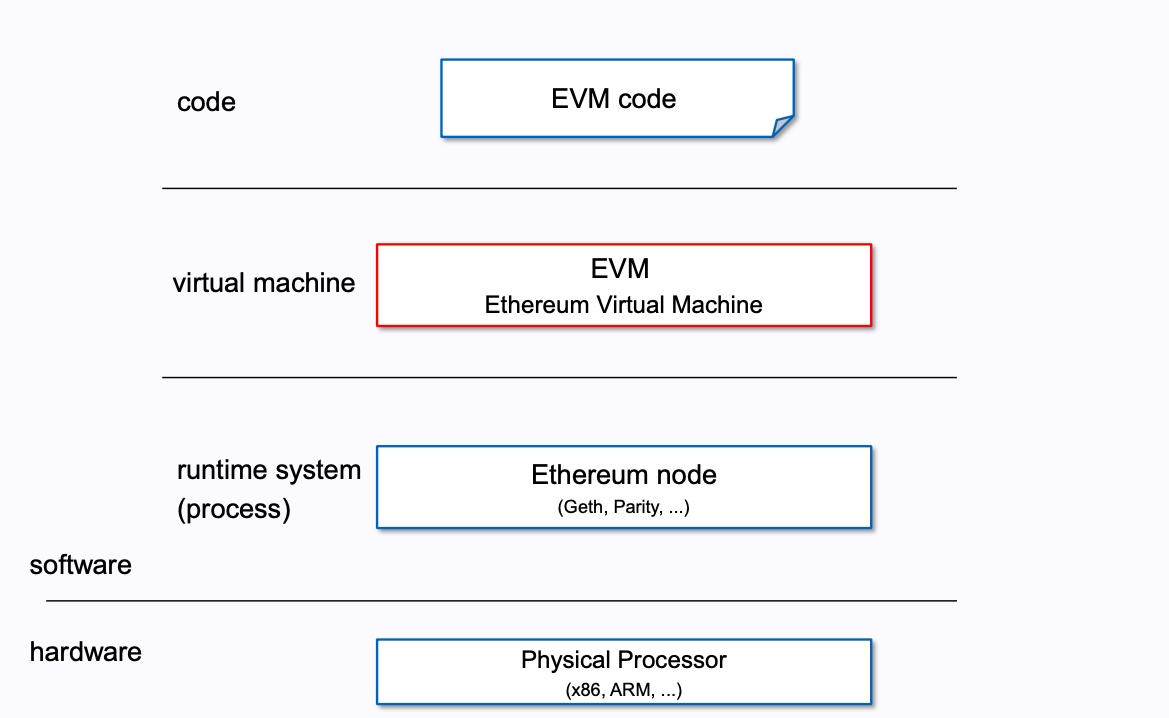 code
EVM code
virtual machine
EVM
Ethereum Virtual Machine
runtime system
(process)
Ethereum node
(Geth, Parity, ...)
software
hardware
Physical Processor
(x86, ARM, ...)